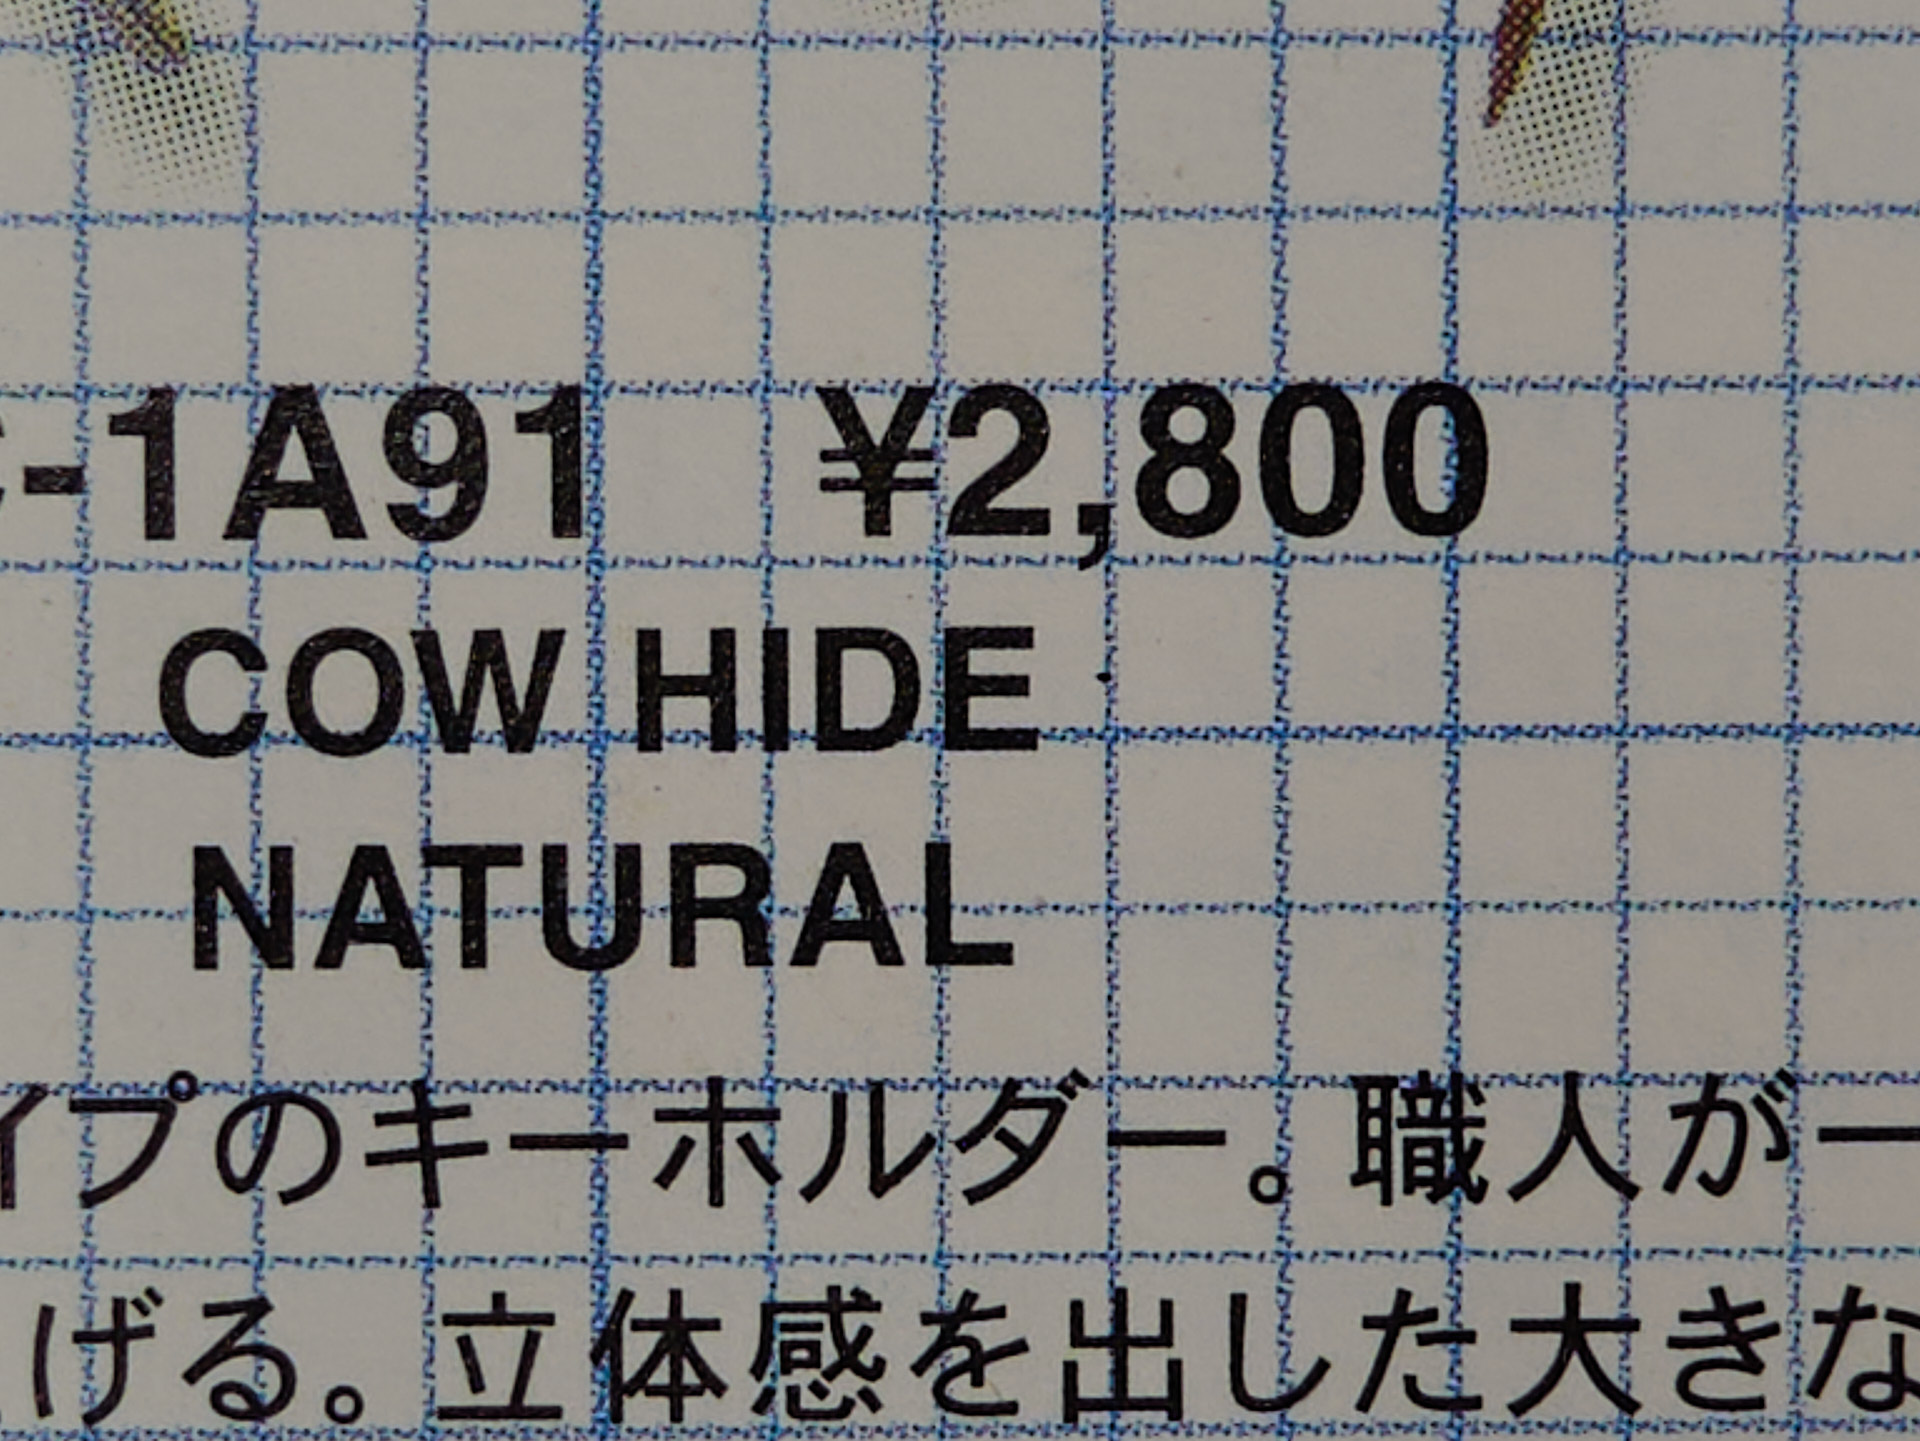 -1A91 ¥2,800
COW HIDE
NATURAL
イプのキーホルダー。職人が一
げる。立体感を出した大きな